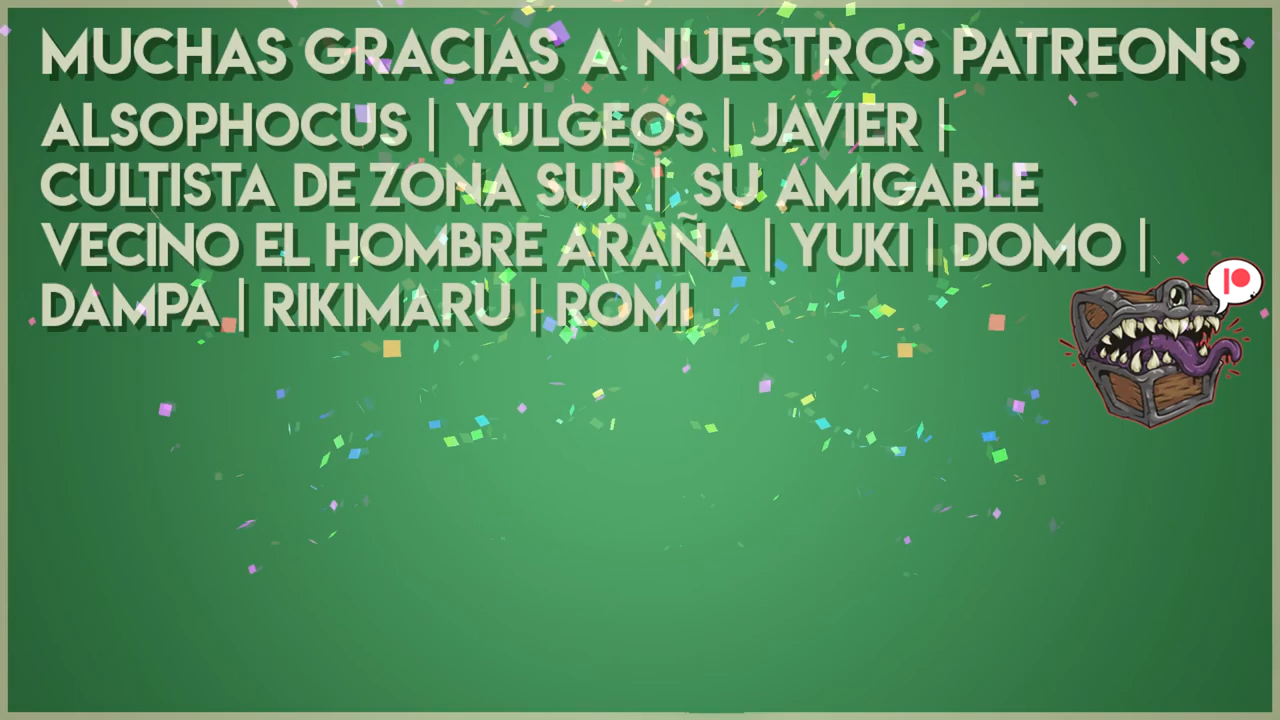 MUCHAS GRACIAS A NUESTROS PATREONS
ALSOPHOCUS | YULGEOS | JAVIER |
CULTISTA DE ZONA SUR | SU AMIGABLE
VECINO EL HOMBRE ARAÑA | YUKI | DOMO |
DAMPA | RIKIMARU | ROMI